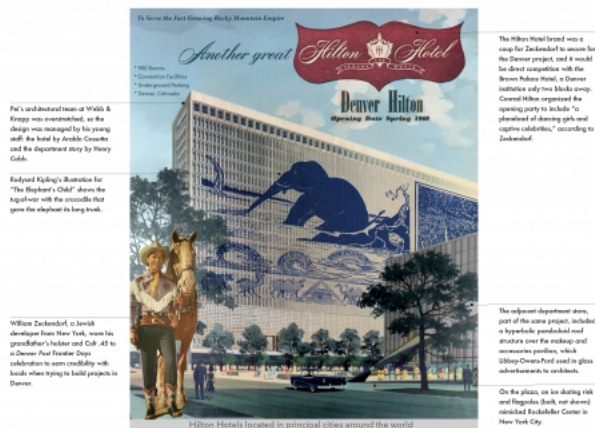 To Serve the Fast Growing Rocky Mountain Empire
Another great Hilton Hotel
* 900 Rooms
* Convention Facilities
* Underground Parking
* Denver, Colorado
Denver Hilton
Opening Date Spring 1960
Pei's architectural team at Webb &
Knapp was overstretched, so the
design was managed by his young
staff: the hotel by Araldo Cossutta
and the department story by Henry
Cobb.
Rudyard Kipling's illustration for
"The Elephant's Child" shows the
tug-of-war with the crocodile that
gave the elephant its long trunk.
William Zeckendorf, a Jewish
developer from New York, wore his
grandfather's holster and Colt .45 to
a Denver Post Frontier Days
celebration to earn credibility with
locals when trying to build projects in
Denver.
The Hilton Hotel brand was a
coup for Zeckendorf to secure for
the Denver project, and it would
be direct competition with the
Brown Palace Hotel, a Denver
institution only two blocks away.
Conrad Hilton organized the
opening party to include "a
planeload of dancing girls and
captive celebrities," according to
Zeckendorf.
The adjacent department store,
part of the same project, included
a hyperbolic paraboloid roof
structure over the makeup and
accessories pavilion, which
Libbey-Owens-Ford used in glass
advertisements to architects.
On the plaza, an ice skating rink
and flagpoles (built, not shown)
mimicked Rockefeller Center in
New York City.
Hilton Hotels located in principal cities around the world